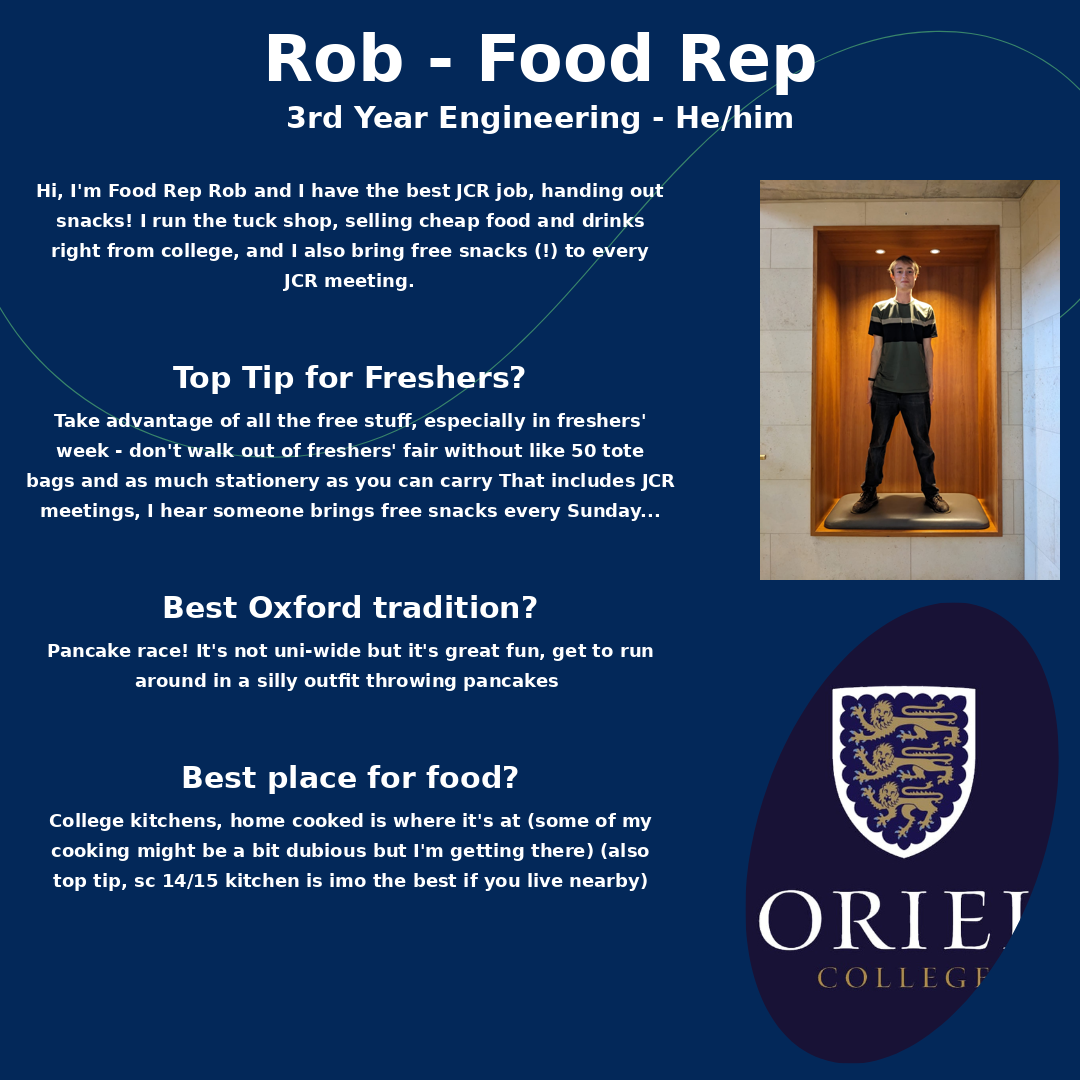 Rob - Food Rep
3rd Year Engineering - He/him
Hi, I'm Food Rep Rob and I have the best JCR job, handing out
snacks! I run the tuck shop, selling cheap food and drinks
right from college, and I also bring free snacks (!) to every
JCR meeting.
Top Tip for Freshers?
Take advantage of all the free stuff, especially in freshers'
week - don't walk out of freshers' fair without like 50 tote
bags and as much stationery as you can carry That includes JCR
meetings, I hear someone brings free snacks every Sunday...
Best Oxford tradition?
Pancake race! It's not uni-wide but it's great fun, get to run
around in a silly outfit throwing pancakes
Best place for food?
College kitchens, home cooked is where it's at (some of my
cooking might be a bit dubious but I'm getting there) (also
top tip, sc 14/15 kitchen is imo the best if you live nearby)
ORIEL
COLLEGE